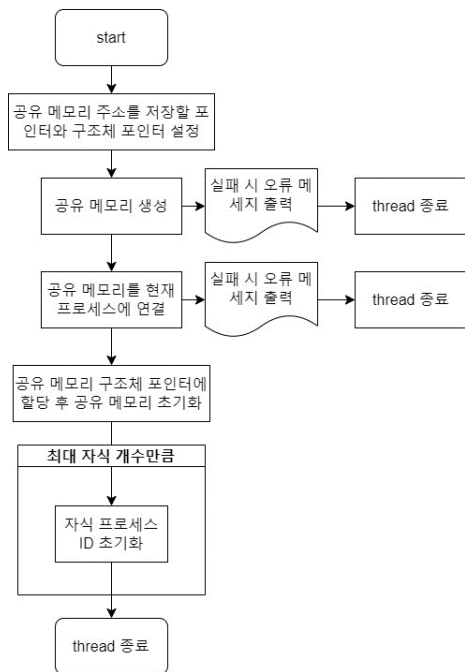 start
공유 메모리 주소를 저장할 포
인터와 구조체 포인터 설정
공유 메모리 생성
실패 시 오류 메
세지 출력
thread 종료
공유 메모리를 현재
프로세스에 연결
실패 시 오류 메
세지 출력
thread 종료
공유 메모리 구조체 포인터에
할당 후 공유 메모리 초기화
최대 자식 개수만큼
자식 프로세스
ID 초기화
thread 종료